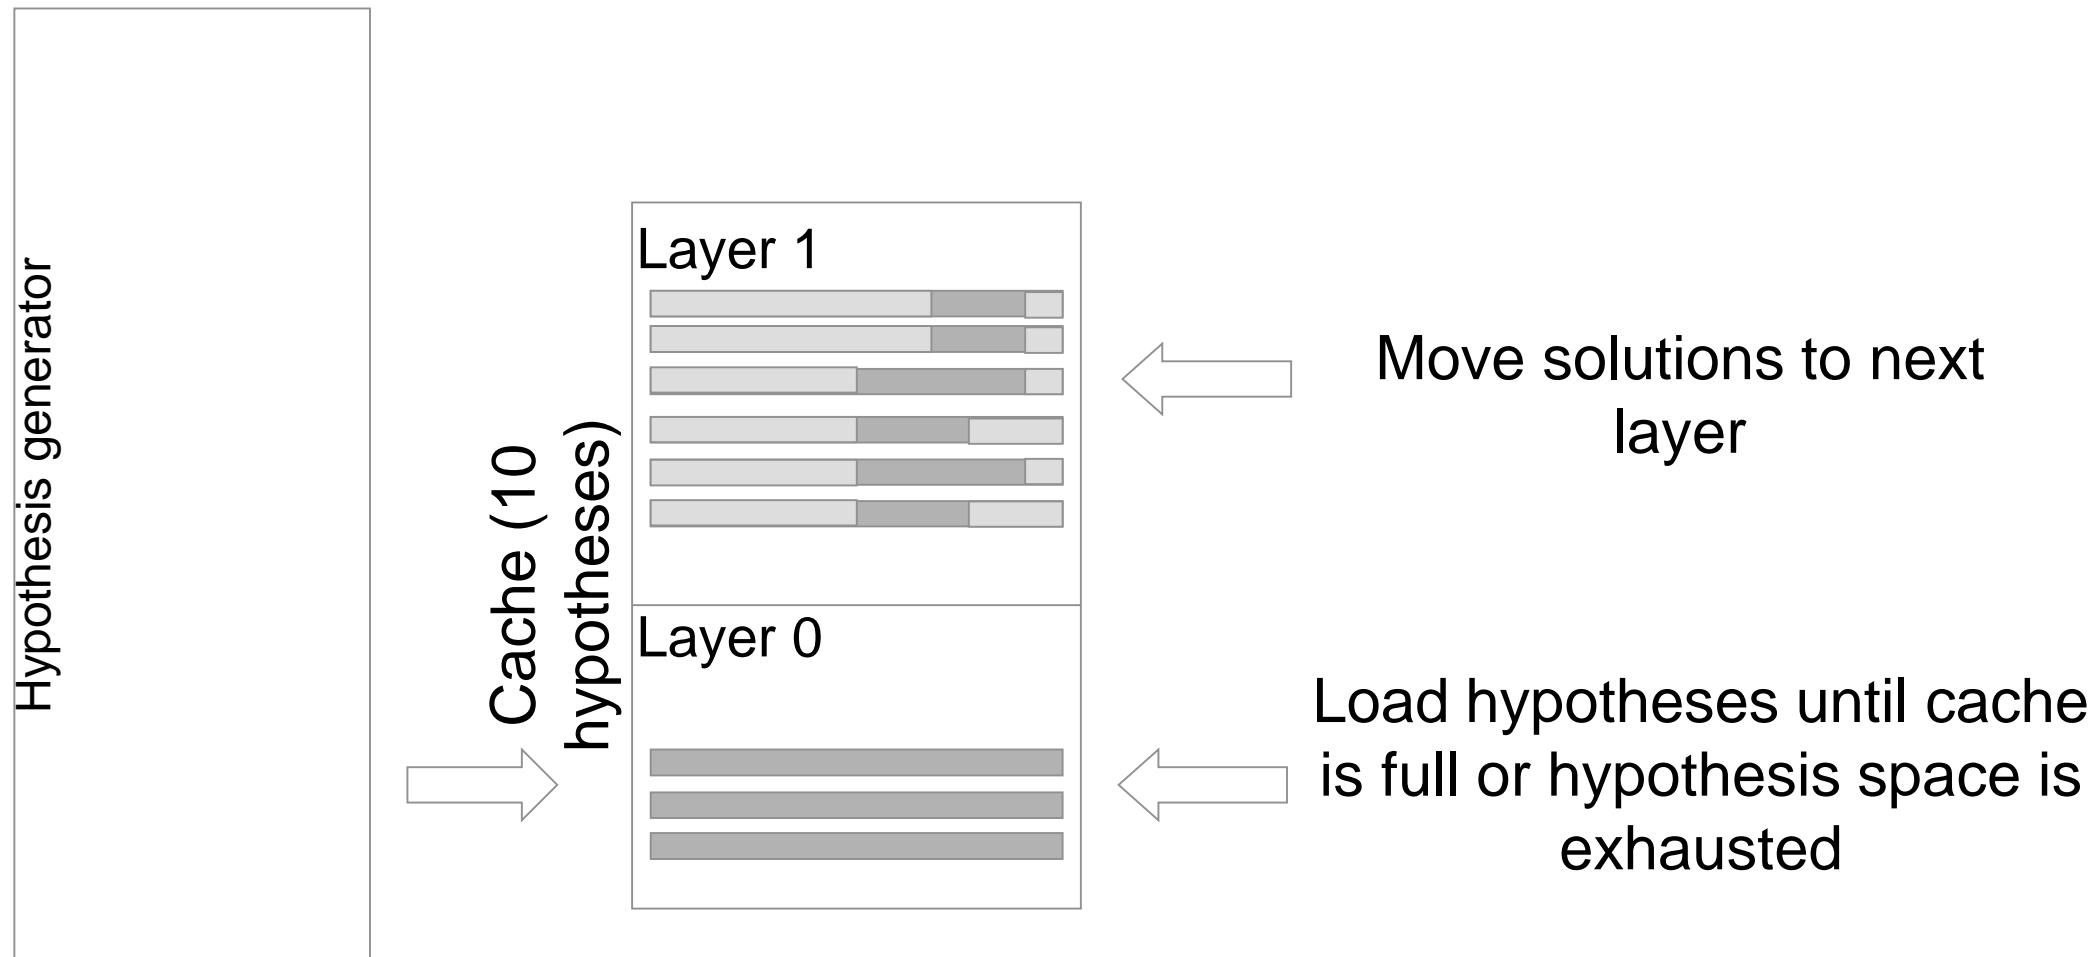 Hypothesis generator
Cache (10
hypotheses)
Layer 1
Layer 0
Move solutions to next
layer
Load hypotheses until cache
is full or hypothesis space is
exhausted